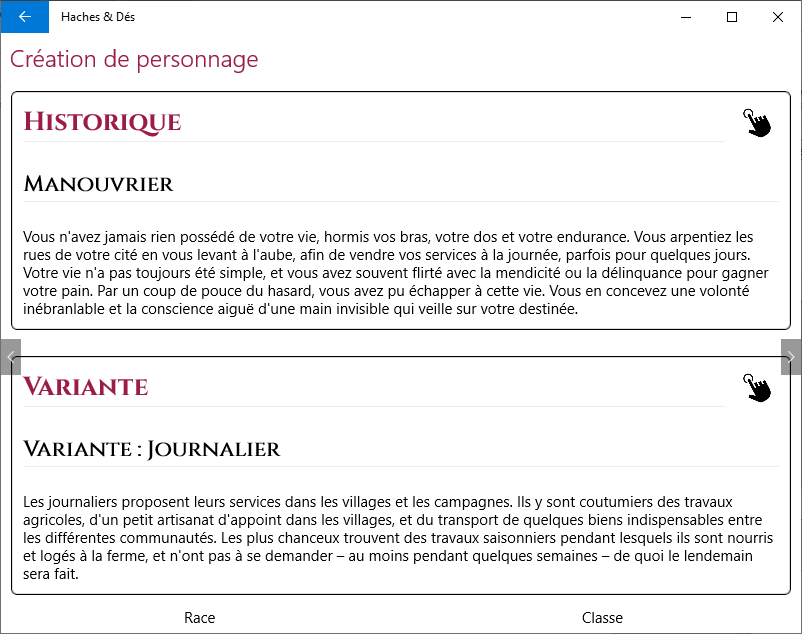 Haches & Dés
Création de personnage
Historique
Manouvrier
Vous n'avez jamais rien possédé de votre vie, hormis vos bras, votre dos et votre endurance. Vous arpentiez les
rues de votre cité en vous levant à l'aube, afin de vendre vos services à la journée, parfois pour quelques jours.
Votre vie n'a pas toujours été simple, et vous avez souvent flirté avec la mendicité ou la délinquance pour gagner
votre pain. Par un coup de pouce du hasard, vous avez pu échapper à cette vie. Vous en concevez une volonté
inébranlable et la conscience aiguë d'une main invisible qui veille sur votre destinée.
Variante
Variante : Journalier
Les journaliers proposent leurs services dans les villages et les campagnes. Ils y sont coutumiers des travaux
agricoles, d'un petit artisanat d'appoint dans les villages, et du transport de quelques biens indispensables entre
les différentes communautés. Les plus chanceux trouvent des travaux saisonniers pendant lesquels ils sont nourris
et logés à la ferme, et n'ont pas à se demander – au moins pendant quelques semaines – de quoi le lendemain
sera fait.
Race Classe